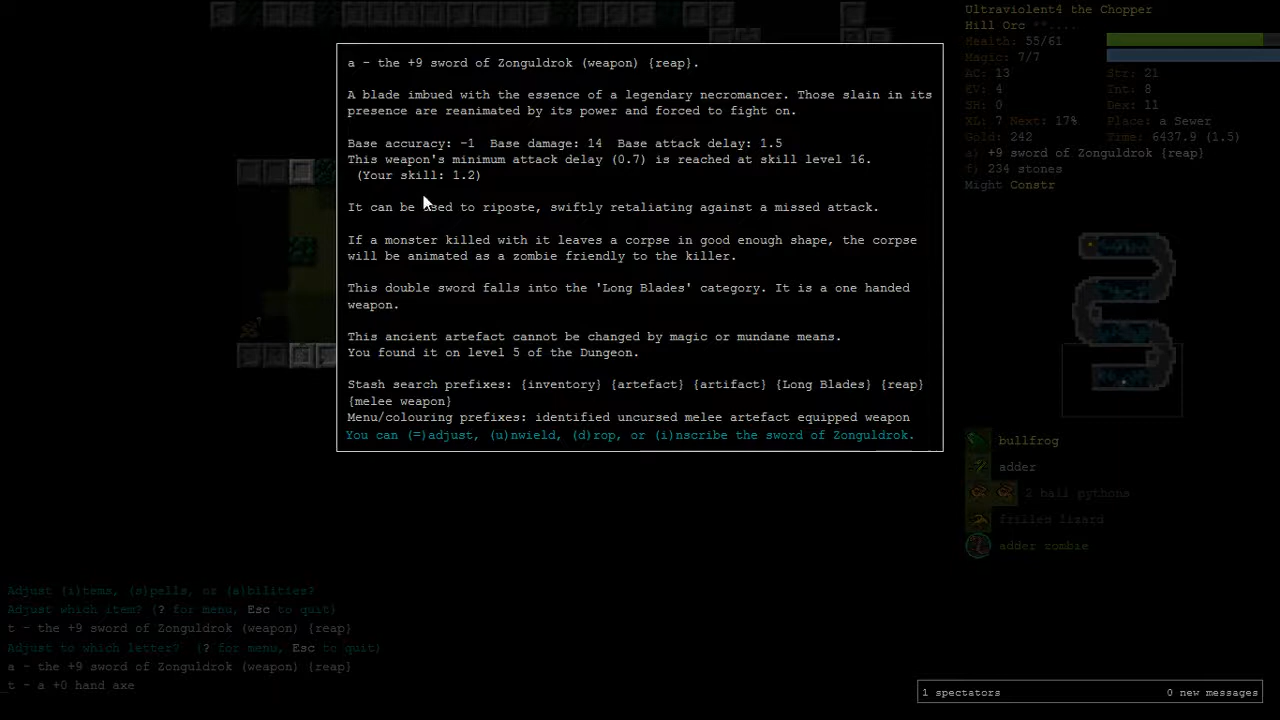 Ultraviolent4 the Chopper
Hill Orc **....
Health: 55/61
Magic: 7/7
AC: 13 Str: 21
EV: 4 Int: 8
SH: 0 Dex: 11
XL: 7 Next: 17% Place: a Sewer
Gold: 242 Time: 6437.9 (1.5)
a) +9 sword of Zonguldrok {reap}
f) 234 stones
Might Constr
a - the +9 sword of Zonguldrok (weapon) {reap}.
A blade imbued with the essence of a legendary necromancer. Those slain in its
presence are reanimated by its power and forced to fight on.
Base accuracy: -1 Base damage: 14 Base attack delay: 1.5
This weapon's minimum attack delay (0.7) is reached at skill level 16.
(Your skill: 1.2)
It can be used to riposte, swiftly retaliating against a missed attack.
If a monster killed with it leaves a corpse in good enough shape, the corpse
will be animated as a zombie friendly to the killer.
This double sword falls into the 'Long Blades' category. It is a one handed
weapon.
This ancient artefact cannot be changed by magic or mundane means.
You found it on level 5 of the Dungeon.
Stash search prefixes: {inventory} {artefact} {artifact} {Long Blades} {reap}
{melee weapon}
Menu/colouring prefixes: identified uncursed melee artefact equipped weapon
You can (=)adjust, (u)nwield, (d)rop, or (i)nscribe the sword of Zonguldrok.
bullfrog
adder
2 ball pythons
frilled lizard
adder zombie
Adjust (i)tems, (s)pells, or (a)bilities?
Adjust which item? (? for menu, Esc to quit)
t - the +9 sword of Zonguldrok (weapon) {reap}
Adjust to which letter? (? for menu, Esc to quit)
a - the +9 sword of Zonguldrok (weapon) {reap}
_t - a +0 hand axe
1 spectators 0 new messages